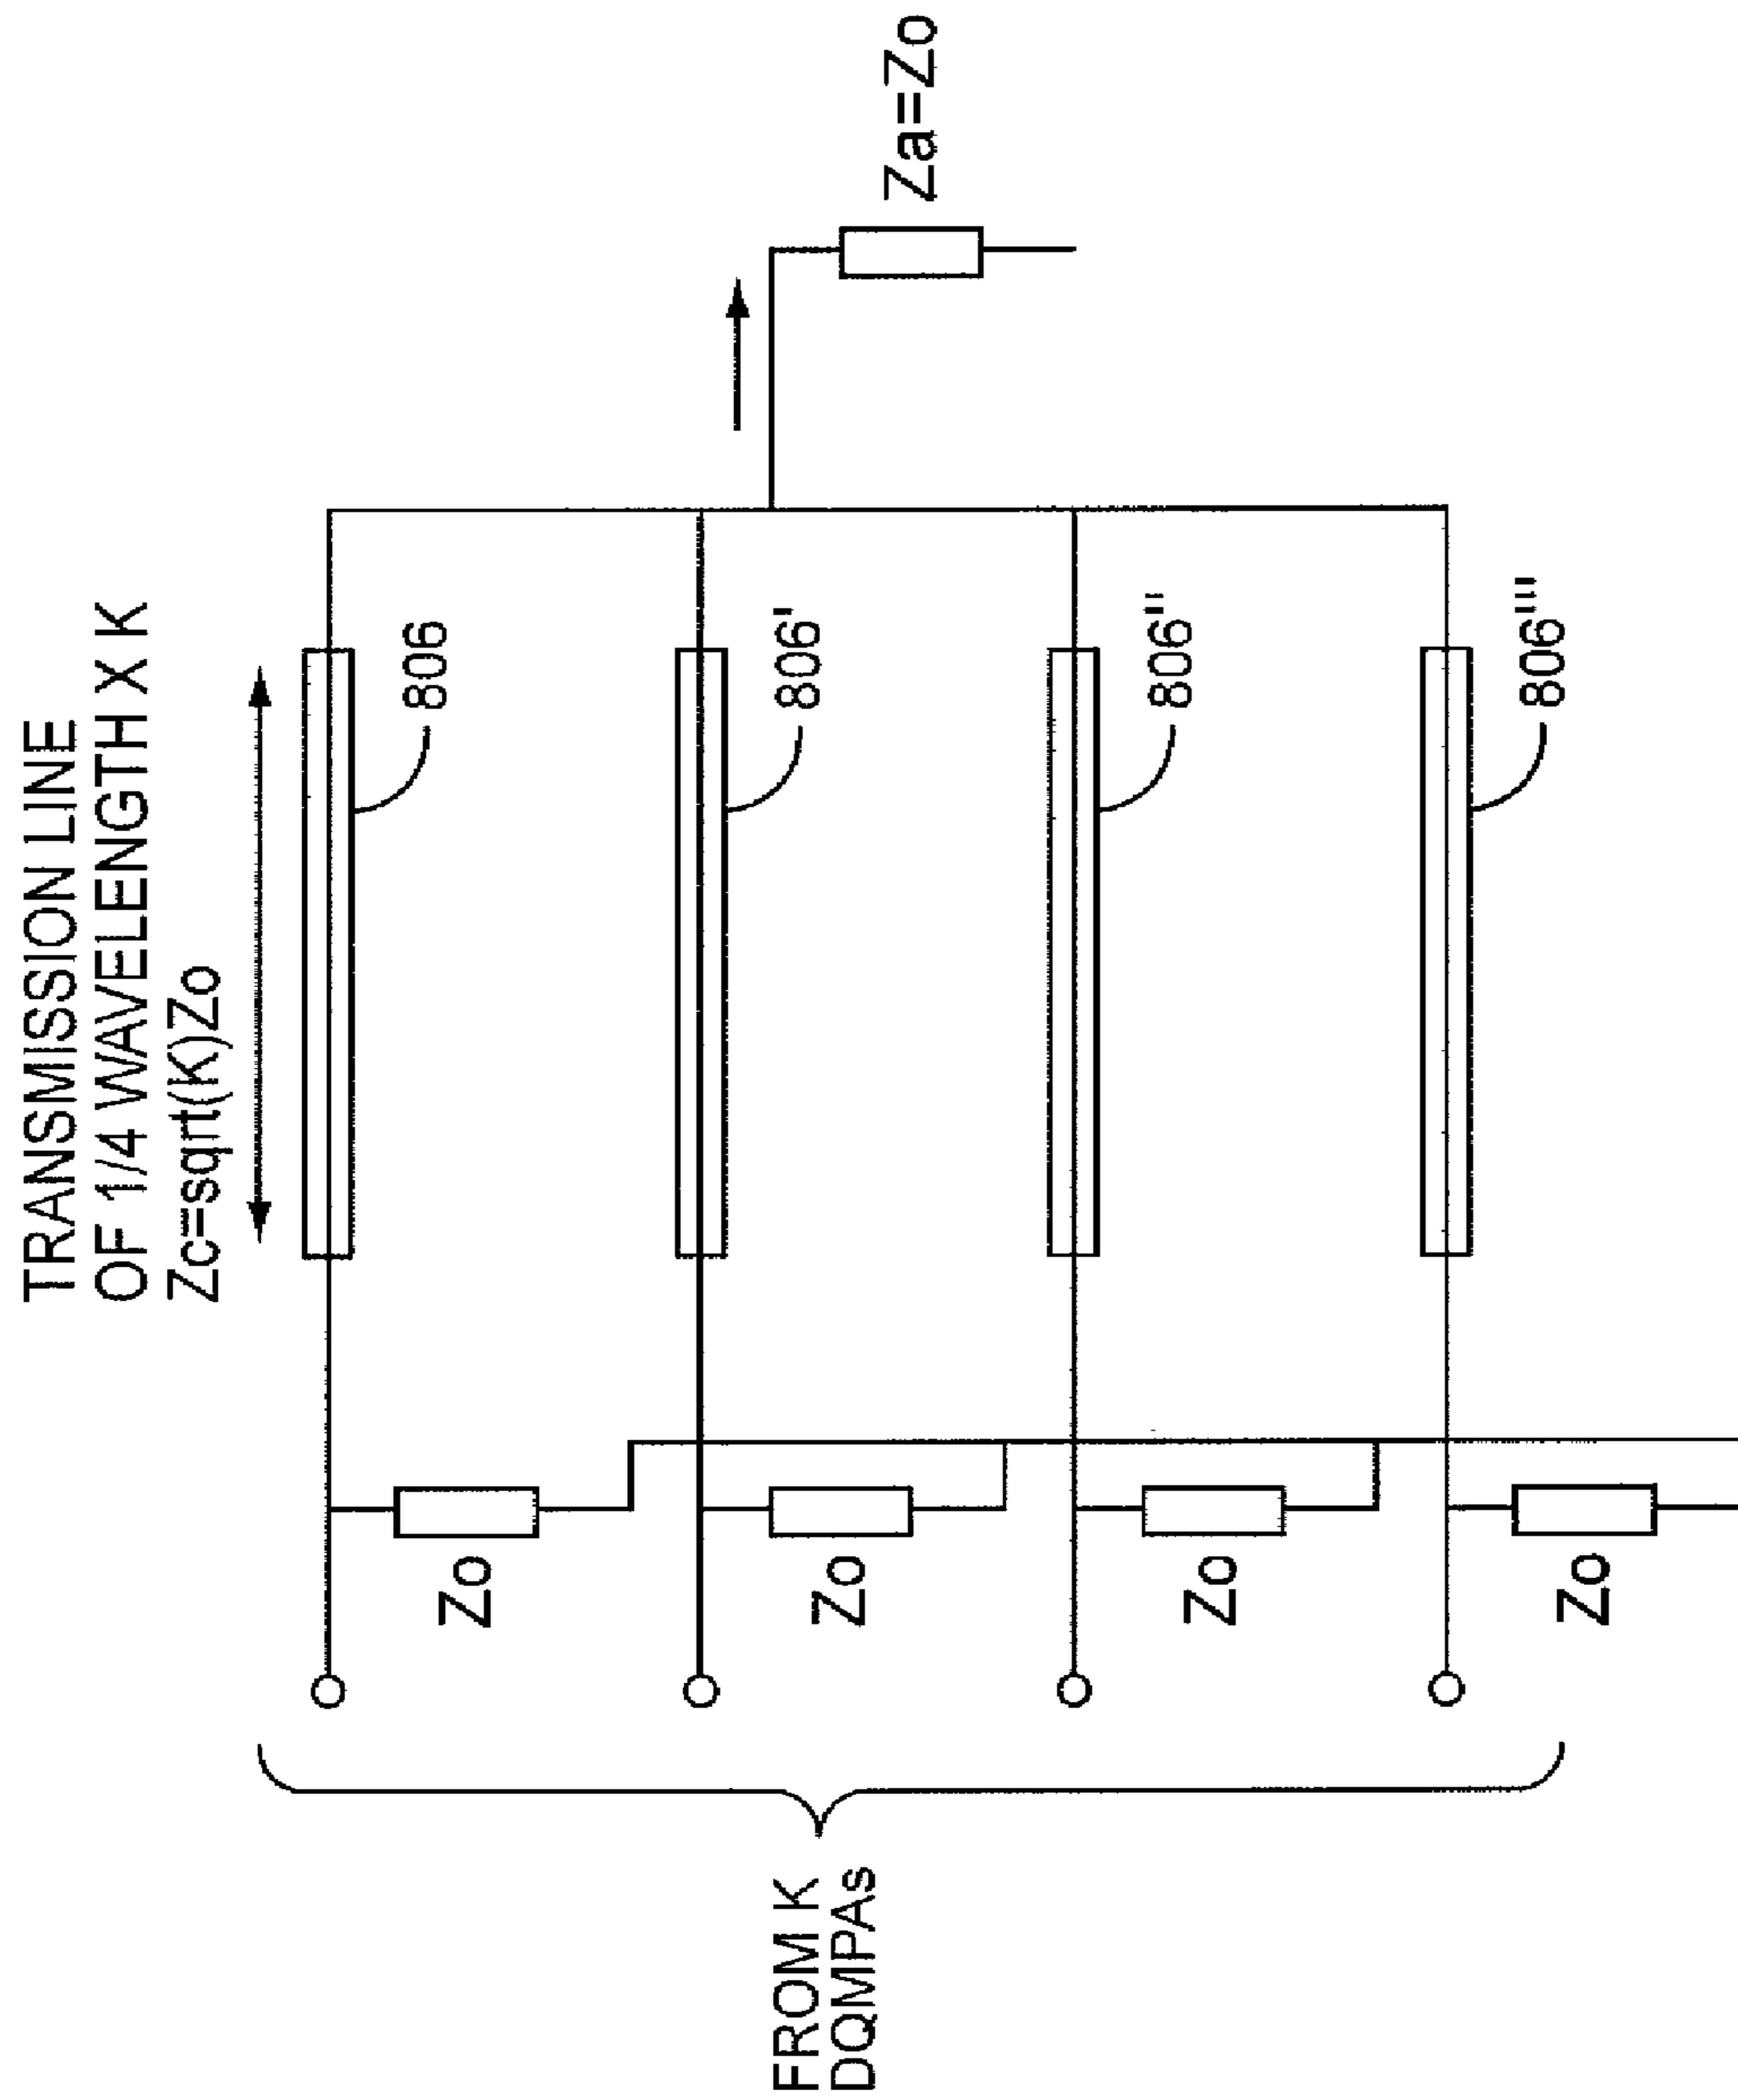 TRANSMISSION LINE
OF 1/4 WAVELENGTH X K
Zc=sqrt(K)Zo
806
806'
806''
806'''
Za=Zo
Zo
Zo
Zo
Zo
FROM K
DQMPAs